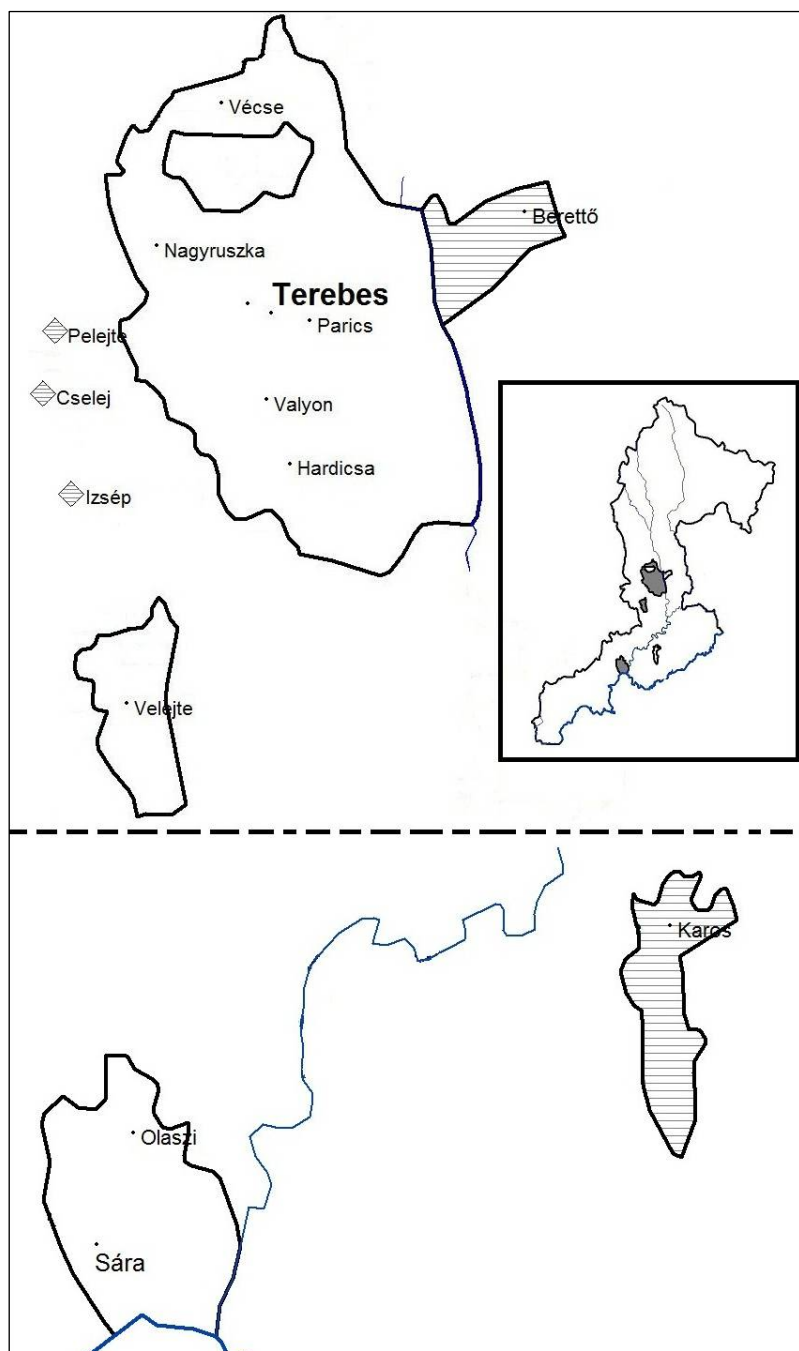 Vécse
Berettő
Nagyruszka
Terebes
Parics
Pelejte
Cselej
Valyon
Hardicsa
Izsép
Velejte
Karos
Olaszi
Sára